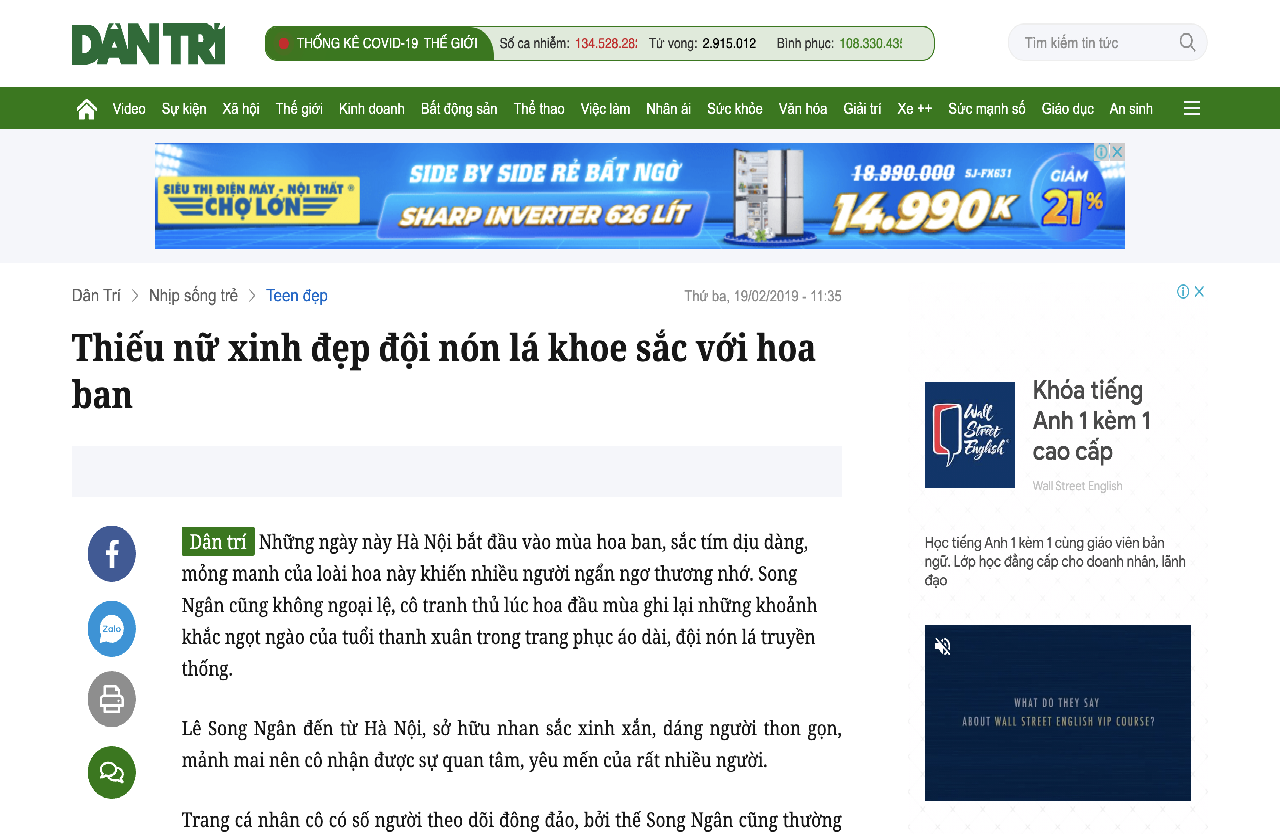 DÂN TRÍ
THỐNG KÊ COVID-19 THẾ GIỚI
Số ca nhiễm: 134.528.28
Tử vong: 2.915.012
Bình phục: 108.330.43
Tìm kiếm tin tức
Video Sự kiện Xã hội Thế giới Kinh doanh Bất động sản Thể thao Việc làm Nhân ái Sức khỏe Văn hóa Giải trí Xe ++ Sức mạnh số Giáo dục An sinh
SIÊU THỊ ĐIỆN MÁY - NỘI THẤT ®
CHỢ LỚN
SIDE BY SIDE RẺ BẤT NGỜ
SHARP INVERTER 626 LÍT
18.990.000 SJ-FX631
14.990K
GIẢM
21%
Dân Trí > Nhịp sống trẻ > Teen đẹp
Thứ ba, 19/02/2019 - 11:35
Thiếu nữ xinh đẹp đội nón lá khoe sắc với hoa
ban
Zalo
Dân trí Những ngày này Hà Nội bắt đầu vào mùa hoa ban, sắc tím dịu dàng,
mỏng manh của loài hoa này khiến nhiều người ngẩn ngơ thương nhớ. Song
Ngân cũng không ngoại lệ, cô tranh thủ lúc hoa đầu mùa ghi lại những khoảnh
khắc ngọt ngào của tuổi thanh xuân trong trang phục áo dài, đội nón lá truyền
thống.
Lê Song Ngân đến từ Hà Nội, sở hữu nhan sắc xinh xắn, dáng người thon gọn,
mảnh mai nên cô nhận được sự quan tâm, yêu mến của rất nhiều người.
Trang cá nhân cô có số người theo dõi đông đảo, bởi thế Song Ngân cũng thường
Wall
Street
English
Khóa tiếng
Anh 1 kèm 1
cao cấp
Wall Street English
Học tiếng Anh 1 kèm 1 cùng giáo viên bản
ngữ. Lớp học đẳng cấp cho doanh nhân, lãnh
đạo
WHAT DO THEY SAY
ABOUT WALL STREET ENGLISH VIP COURSE?